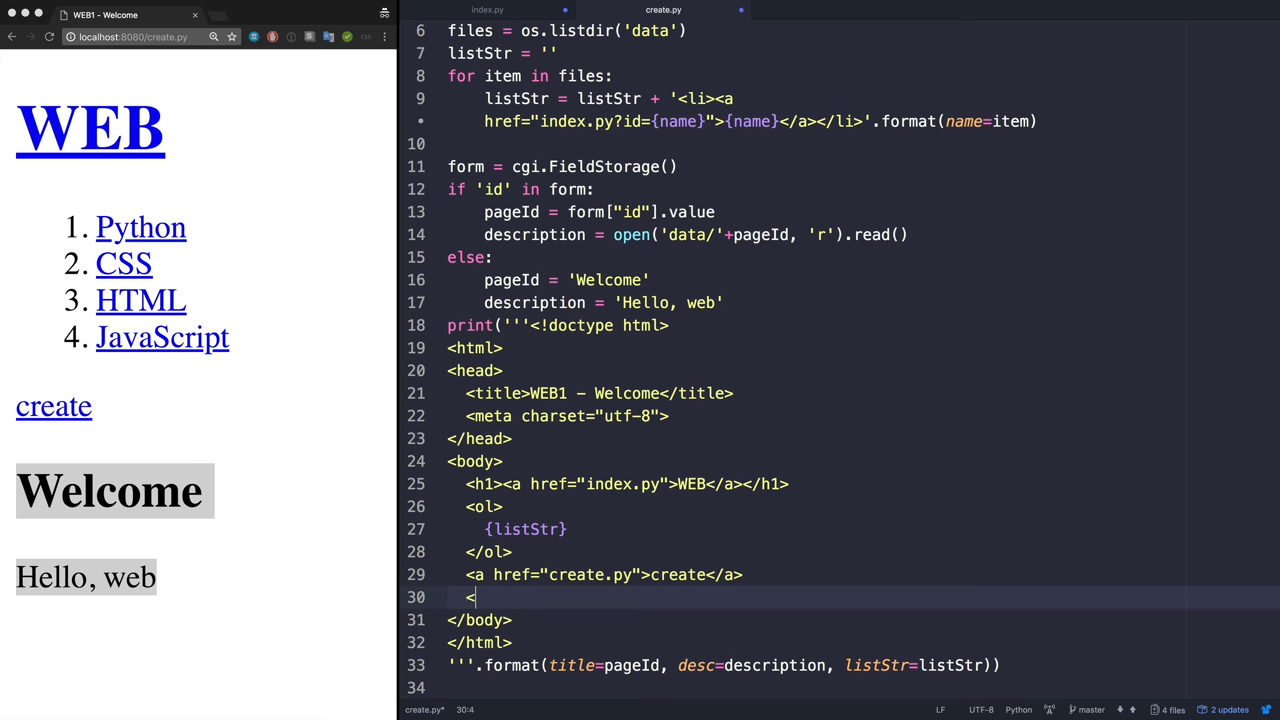 WEB1 - Welcome
localhost:8080/create.py
WEB
1. Python
2. CSS
3. HTML
4. JavaScript
create
Welcome
Hello, web
index.py
create.py
6 files = os.listdir('data')
7 listStr = ''
8 for item in files:
9 listStr = listStr + '<li><a
href="index.py?id={name}">{name}</a></li>'.format(name=item)
10
11 form = cgi.FieldStorage()
12 if 'id' in form:
13 pageId = form["id"].value
14 description = open('data/'+pageId, 'r').read()
15 else:
16 pageId = 'Welcome'
17 description = 'Hello, web'
18 print('''<!doctype html>
19 <html>
20 <head>
21 <title>WEB1 - Welcome</title>
22 <meta charset="utf-8">
23 </head>
24 <body>
25 <h1><a href="index.py">WEB</a></h1>
26 <ol>
27 {listStr}
28 </ol>
29 <a href="create.py">create</a>
30 <
31 </body>
32 </html>
33 '''.format(title=pageId, desc=description, listStr=listStr))
34
create.py* 30:4
LF UTF-8 Python master 4 files 2 updates